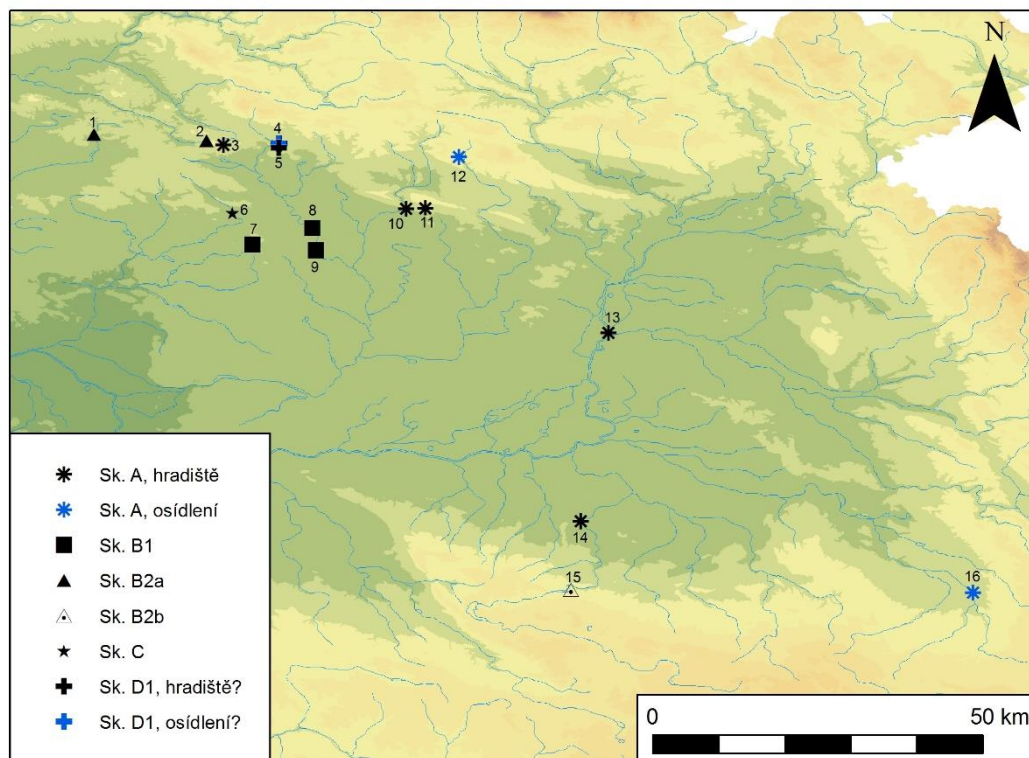 N
1
2
3
4
5
12
6
7
8
9
10
11
13
14
15
16
Sk. A, hradiště
Sk. A, osídlení
Sk. B1
Sk. B2a
Sk. B2b
Sk. C
Sk. D1, hradiště?
Sk. D1, osídlení?
0 50 km